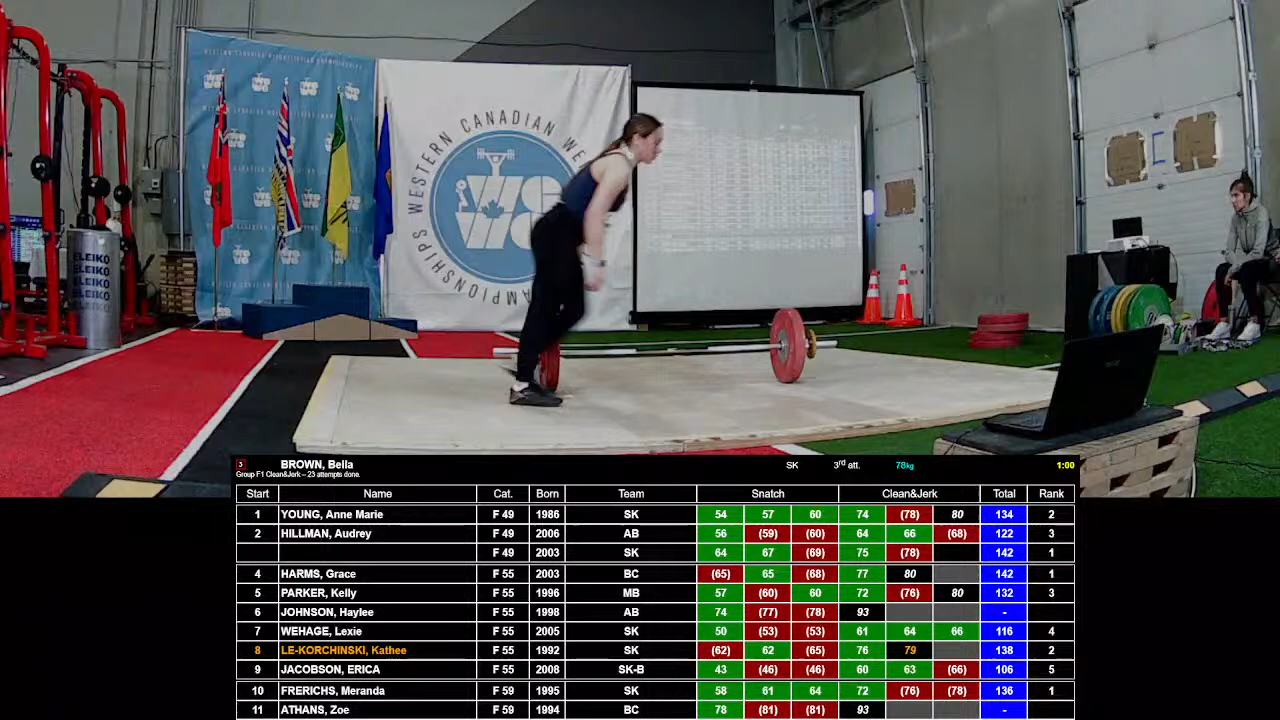 WESTERN CANADIAN WE
CHAMPIONSHIPS
ELEIKO
ELEIKO
ELEIKO
ELEIKO
C
3 BROWN, Bella SK 3rd att. 78kg 1:00
Group F1 Clean&Jerk – 23 attempts done.
Start Name Cat. Born Team Snatch Clean&Jerk Total Rank
1 YOUNG, Anne Marie F 49 1986 SK 54 57 60 74 (78) 80 134 2
2 HILLMAN, Audrey F 49 2006 AB 56 (59) (60) 64 66 (68) 122 3
F 49 2003 SK 64 67 (69) 75 (78) 142 1
4 HARMS, Grace F 55 2003 BC (65) 65 (68) 77 80 142 1
5 PARKER, Kelly F 55 1996 MB 57 (60) 60 72 (76) 80 132 3
6 JOHNSON, Haylee F 55 1998 AB 74 (77) (78) 93 -
7 WEHAGE, Lexie F 55 2005 SK 50 (53) (53) 61 64 66 116 4
8 LE-KORCHINSKI, Kathee F 55 1992 SK (62) 62 (65) 76 79 138 2
9 JACOBSON, ERICA F 55 2008 SK-B 43 (46) (46) 60 63 (66) 106 5
10 FRERICHS, Meranda F 59 1995 SK 58 61 64 72 (76) (78) 136 1
11 ATHANS, Zoe F 59 1994 BC 78 (81) (81) 93 -